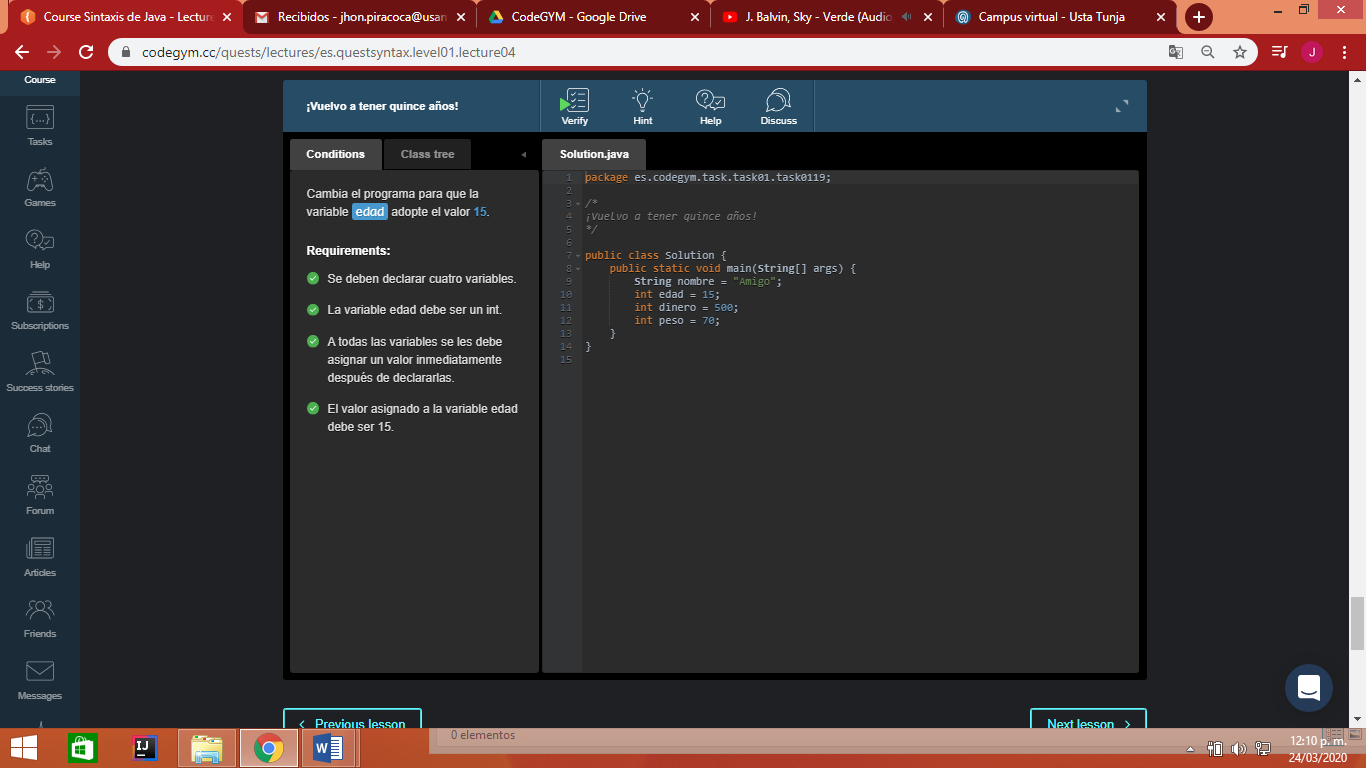 Course Sintaxis de Java - Lecture
Recibidos - jhon.piracoca@usan
CodeGYM - Google Drive
J. Balvin, Sky - Verde (Audio
Campus virtual - Usta Tunja
codegym.cc/quests/lectures/es.questsyntax.level01.lecture04
J
Course
Tasks
Games
Help
Subscriptions
Success stories
Chat
Forum
Articles
Friends
Messages
¡Vuelvo a tener quince años!
Verify
Hint
Help
Discuss
Conditions
Class tree
Cambia el programa para que la
variable edad adopte el valor 15.
Requirements:
Se deben declarar cuatro variables.
La variable edad debe ser un int.
A todas las variables se les debe
asignar un valor inmediatamente
después de declararlas.
El valor asignado a la variable edad
debe ser 15.
Solution.java
1 package es.codegym.task.task01.task0119;
2
3 /*
4 ¡Vuelvo a tener quince años!
5 */
6
7 public class Solution {
8 public static void main(String[] args) {
9 String nombre = "Amigo";
10 int edad = 15;
11 int dinero = 500;
12 int peso = 70;
13 }
14 }
15
Previous lesson
Next lesson
0 elementos
IJ
W
12:10 p. m.
24/03/2020